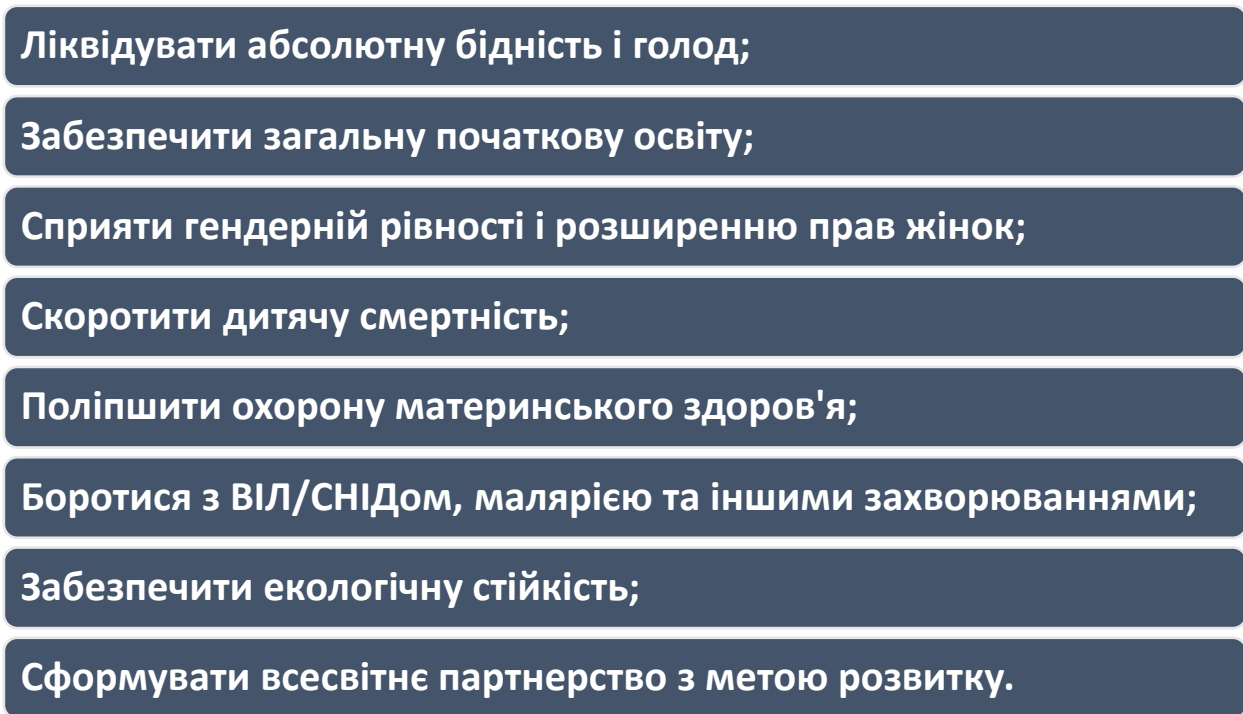 Ліквідувати абсолютну бідність і голод;
Забезпечити загальну початкову освіту;
Сприяти гендерній рівності і розширенню прав жінок;
Скоротити дитячу смертність;
Поліпшити охорону материнського здоров'я;
Боротися з ВІЛ/СНІДом, малярією та іншими захворюваннями;
Забезпечити екологічну стійкість;
Сформувати всесвітнє партнерство з метою розвитку.